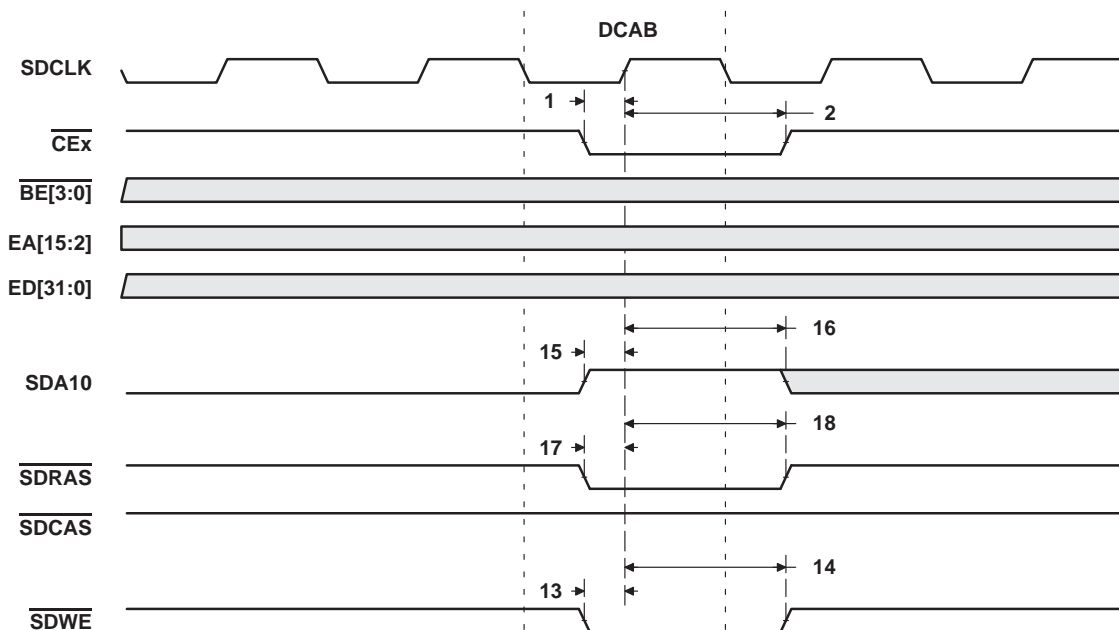 DCAB
SDCLK
1
2
CEx
BE[3:0]
EA[15:2]
ED[31:0]
16
15
SDA10
18
17
SDRAS
SDCAS
14
13
SDWE